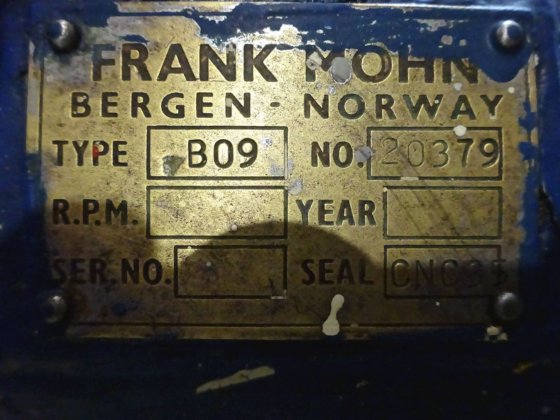 FRANK MOHN
BERGEN - NORWAY
TYPE B09 NO. 20379
R.P.M. YEAR
SER.NO. SEAL